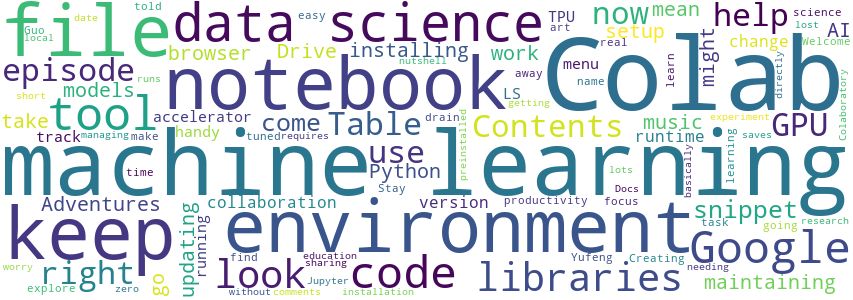 told date easy TPU now mean help science
file Guo local data science art setup lost AI
browser Drive installing work real change Welcome
episode nutshell menu might directly
models runs notebook away name learn Colab Colaboratory
short tool accelerator come Table LS getting drain Contents music GPU experiment
take handy track managing make tuned requires preinstalled runtime saves
machine learning
time use Python Stay lots basically learning
Adventures collaboration version productivity Docs focus snippet
keep environment task going research
updating running find education sharing Yufeng Creating needing Google
right go look code libraries maintaining
worry explore zero without comments Jupyter installation